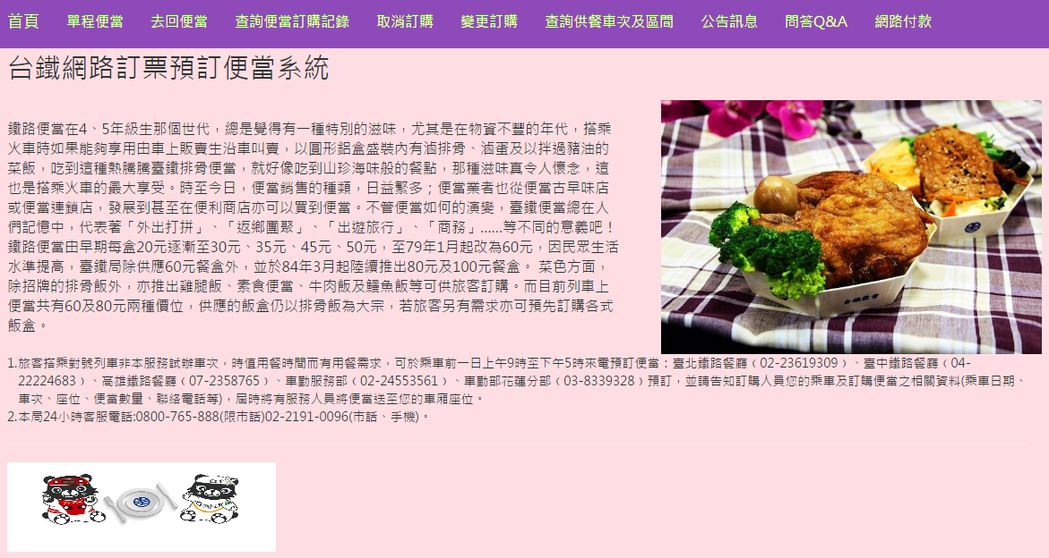 首頁 單程便當 去回便當 查詢便當訂購記錄 取消訂購 變更訂購 查詢供餐車次及區間 公告訊息 問答Q&A 網路付款
台鐵網路訂票預訂便當系統
鐵路便當在4、5年級生那個世代，總是覺得有一種特別的滋味，尤其是在物資不豐的年代，搭乘
火車時如果能夠享用由車上販賣生沿車叫賣，以圓形鋁盒盛裝內有滷排骨、滷蛋及以拌過豬油的
菜飯，吃到這種熱騰騰臺鐵排骨便當，就好像吃到山珍海味般的餐點，那種滋味真令人懷念，這
也是搭乘火車的最大享受。時至今日，便當銷售的種類，日益繁多；便當業者也從便當古早味店
或便當連鎖店，發展到甚至在便利商店亦可以買到便當。不管便當如何的演變，臺鐵便當總在人
們記憶中，代表著「外出打拼」、「返鄉團聚」、「出遊旅行」、「商務」......等不同的意義吧！
鐵路便當由早期每盒20元逐漸至30元、35元、45元、50元，至79年1月起改為60元，因民眾生活
水準提高，臺鐵局除供應60元餐盒外，並於84年3月起陸續推出80元及100元餐盒。 菜色方面，
除招牌的排骨飯外，亦推出雞腿飯、素食便當、牛肉飯及鰻魚飯等可供旅客訂購。而目前列車上
便當共有60及80元兩種價位，供應的飯盒仍以排骨飯為大宗，若旅客另有需求亦可預先訂購各式
飯盒。
台鐵便當
1.旅客搭乘對號列車非本服務試辦車次，時值用餐時間而有用餐需求，可於乘車前一日上午9時至下午5時來電預訂便當：臺北鐵路餐廳（02-23619309）、臺中鐵路餐廳（04-
22224683）、高雄鐵路餐廳（07-2358765）、車勤服務部（02-24553561）、車勤部花蓮分部（03-8339328）預訂，並請告知訂購人員您的乘車及訂購便當之相關資料(乘車日期、
車次、座位、便當數量、聯絡電話等)，屆時將有服務人員將便當送至您的車廂座位。
2.本局24小時客服電話:0800-765-888(限市話)02-2191-0096(市話、手機)。